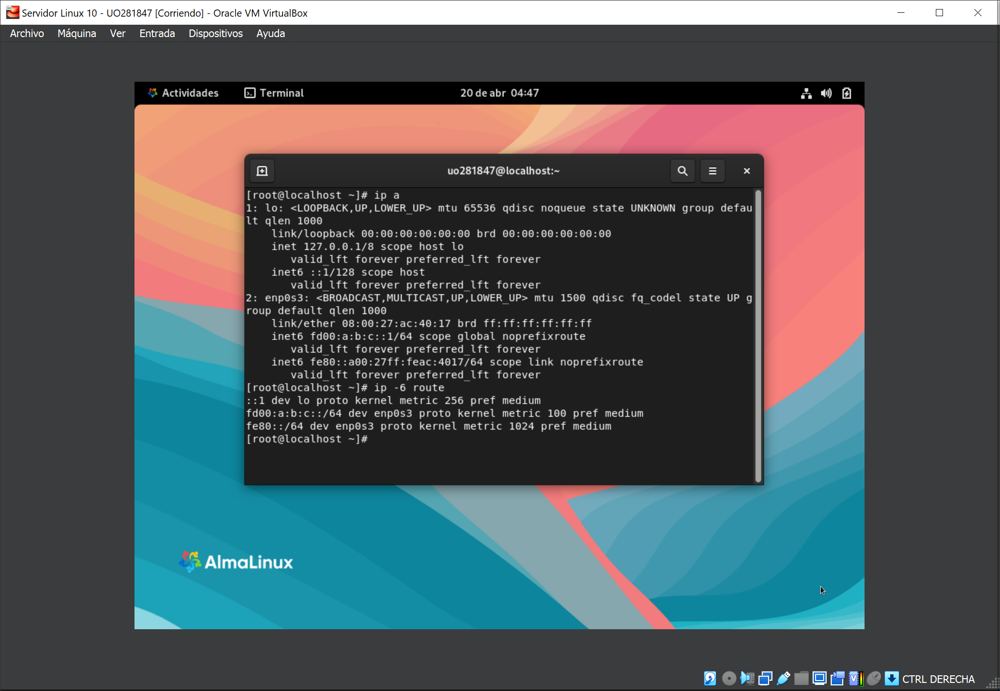 Servidor Linux 10 - UO281847 [Corriendo] - Oracle VM VirtualBox
Archivo Máquina Ver Entrada Dispositivos Ayuda
Actividades Terminal 20 de abr 04:47
uo281847@localhost:~
[root@localhost ~]# ip a
1: lo: <LOOPBACK,UP,LOWER_UP> mtu 65536 qdisc noqueue state UNKNOWN group defau
lt qlen 1000
    link/loopback 00:00:00:00:00:00 brd 00:00:00:00:00:00
    inet 127.0.0.1/8 scope host lo
       valid_lft forever preferred_lft forever
    inet6 ::1/128 scope host
       valid_lft forever preferred_lft forever
2: enp0s3: <BROADCAST,MULTICAST,UP,LOWER_UP> mtu 1500 qdisc fq_codel state UP g
roup default qlen 1000
    link/ether 08:00:27:ac:40:17 brd ff:ff:ff:ff:ff:ff
    inet6 fd00:a:b:c::1/64 scope global noprefixroute
       valid_lft forever preferred_lft forever
    inet6 fe80::a00:27ff:feac:4017/64 scope link noprefixroute
       valid_lft forever preferred_lft forever
[root@localhost ~]# ip -6 route
::1 dev lo proto kernel metric 256 pref medium
fd00:a:b:c::/64 dev enp0s3 proto kernel metric 100 pref medium
fe80::/64 dev enp0s3 proto kernel metric 1024 pref medium
[root@localhost ~]#
AlmaLinux
CTRL DERECHA